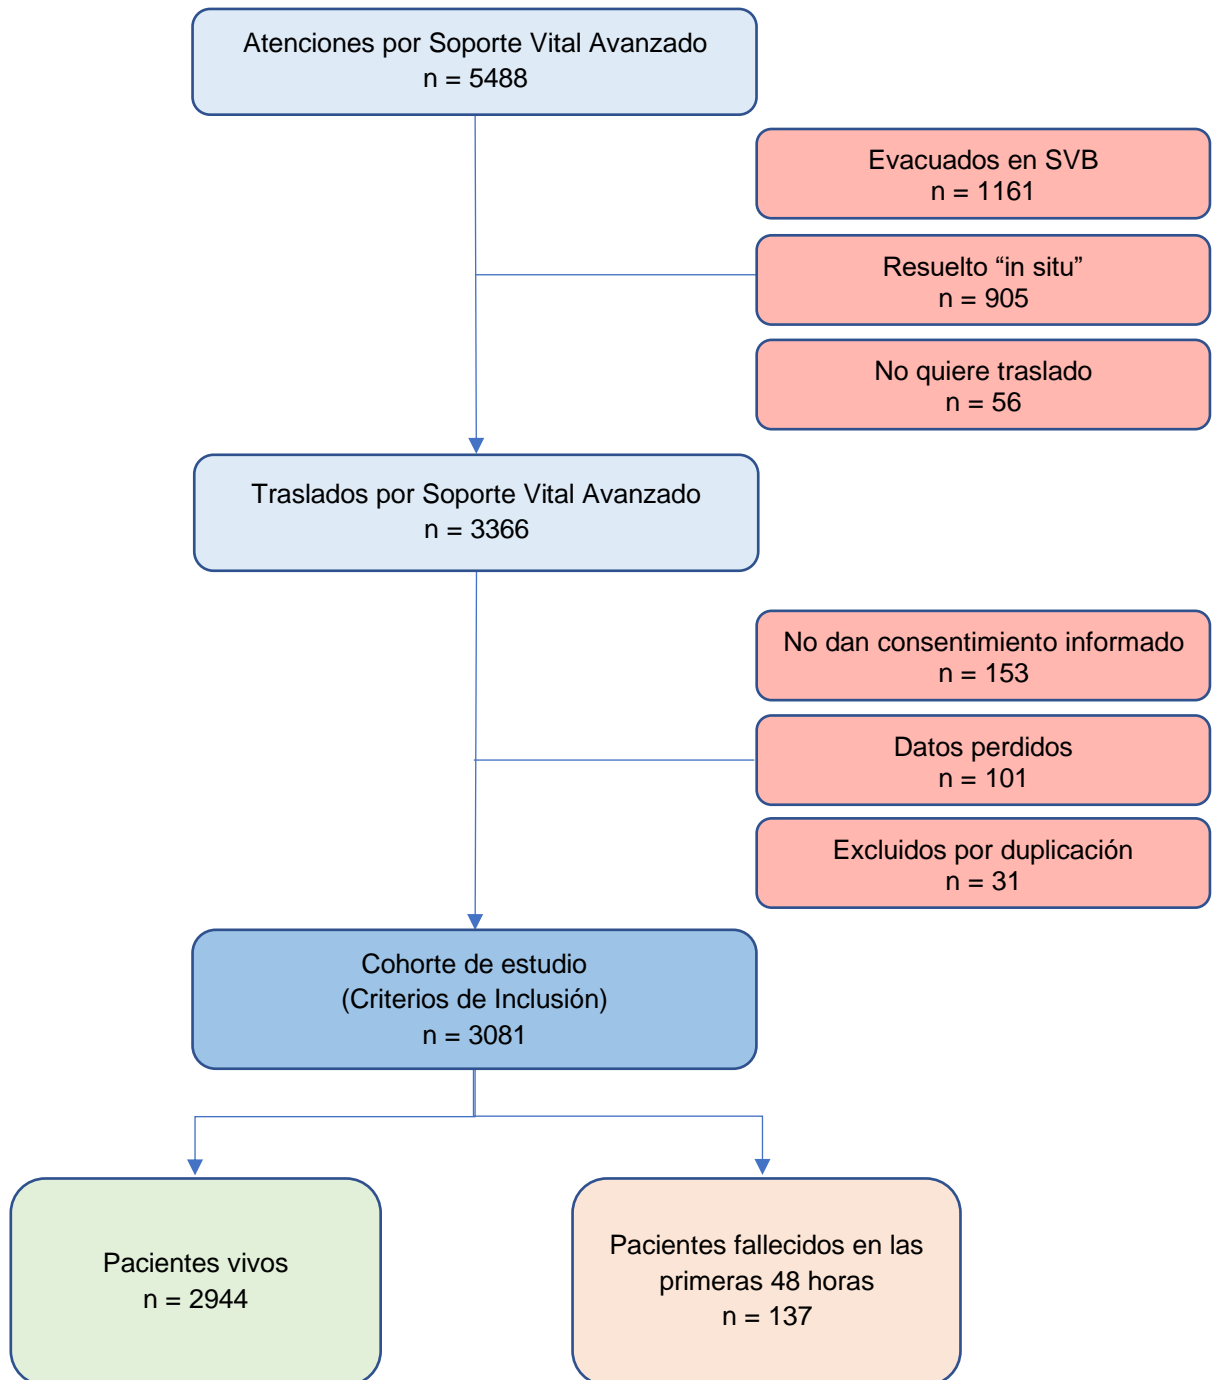 Atenciones por Soporte Vital Avanzado
n = 5488
Evacuados en SVB
n = 1161
Resuelto “in situ”
n = 905
No quiere traslado
n = 56
Traslados por Soporte Vital Avanzado
n = 3366
No dan consentimiento informado
n = 153
Datos perdidos
n = 101
Excluidos por duplicación
n = 31
Cohorte de estudio
(Criterios de Inclusión)
n = 3081
Pacientes vivos
n = 2944
Pacientes fallecidos en las
primeras 48 horas
n = 137